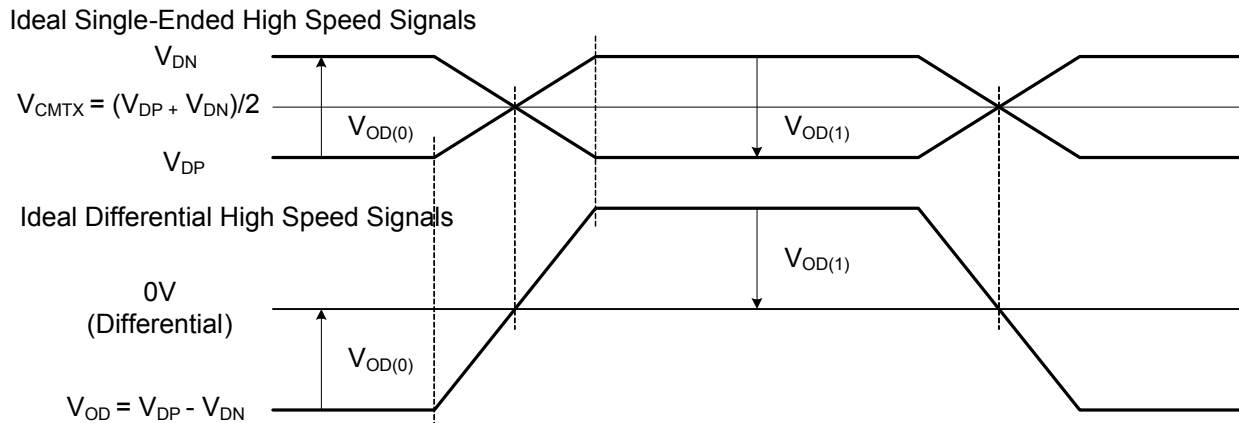 Ideal Single-Ended High Speed Signals
VDN
VCMTX = (VDP + VDN)/2
VOD(0)
VOD(1)
VDP
Ideal Differential High Speed Signals
VOD(1)
0V
(Differential)
VOD(0)
VOD = VDP - VDN